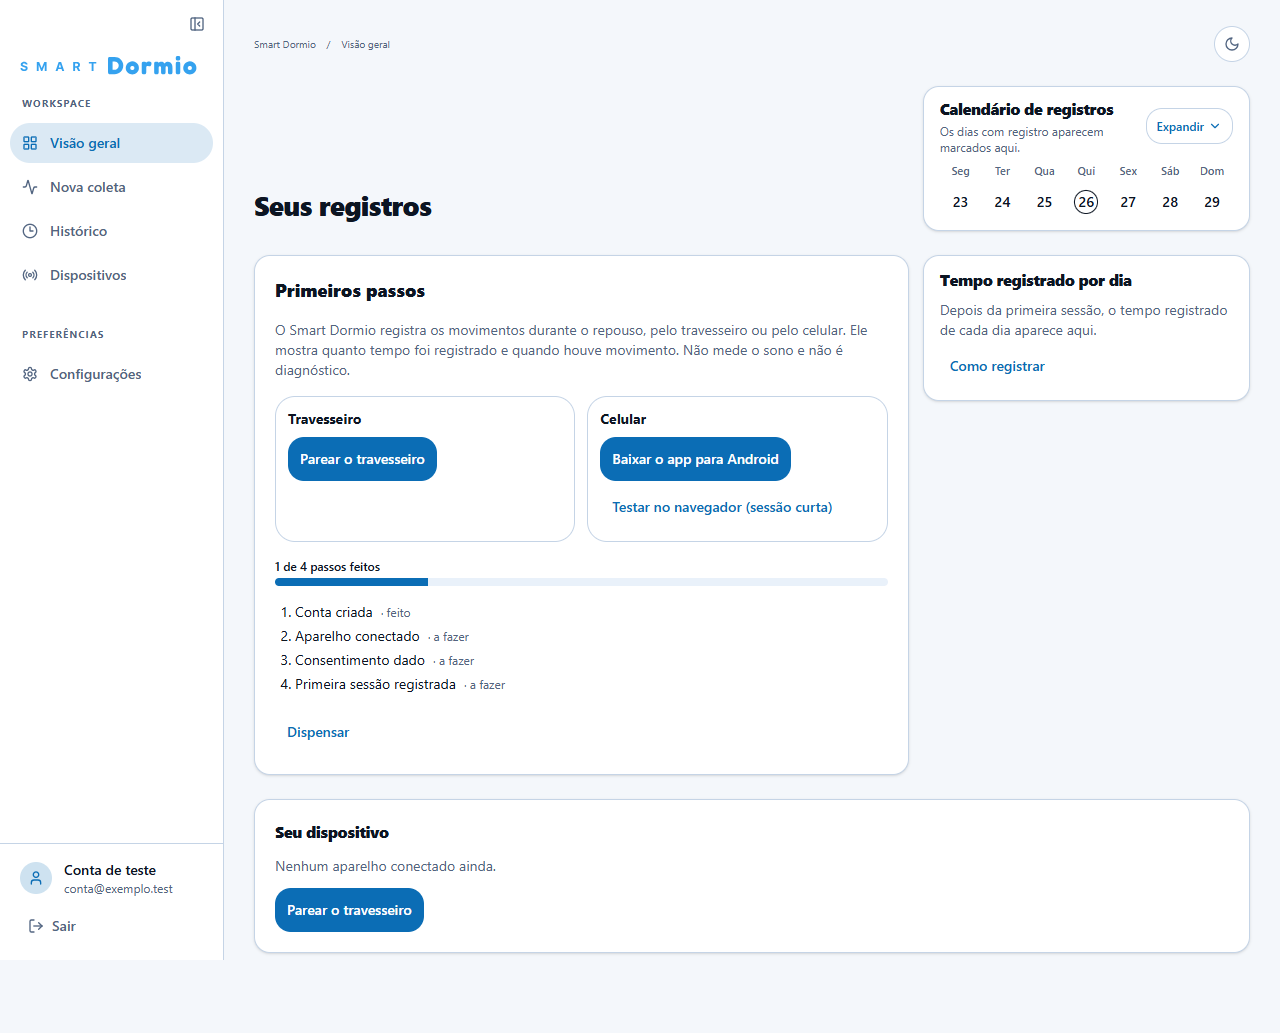 SMART Dormio
WORKSPACE
Visão geral
Nova coleta
Histórico
Dispositivos
PREFERÊNCIAS
Configurações
Conta de teste
conta@exemplo.test
Sair
Smart Dormio / Visão geral
Seus registros
Calendário de registros
Os dias com registro aparecem
marcados aqui.
Expandir
Seg Ter Qua Qui Sex Sáb Dom
23 24 25 26 27 28 29
Primeiros passos
O Smart Dormio registra os movimentos durante o repouso, pelo travesseiro ou pelo celular. Ele
mostra quanto tempo foi registrado e quando houve movimento. Não mede o sono e não é
diagnóstico.
Travesseiro
Parear o travesseiro
Celular
Baixar o app para Android
Testar no navegador (sessão curta)
1 de 4 passos feitos
1. Conta criada · feito
2. Aparelho conectado · a fazer
3. Consentimento dado · a fazer
4. Primeira sessão registrada · a fazer
Dispensar
Tempo registrado por dia
Depois da primeira sessão, o tempo registrado
de cada dia aparece aqui.
Como registrar
Seu dispositivo
Nenhum aparelho conectado ainda.
Parear o travesseiro